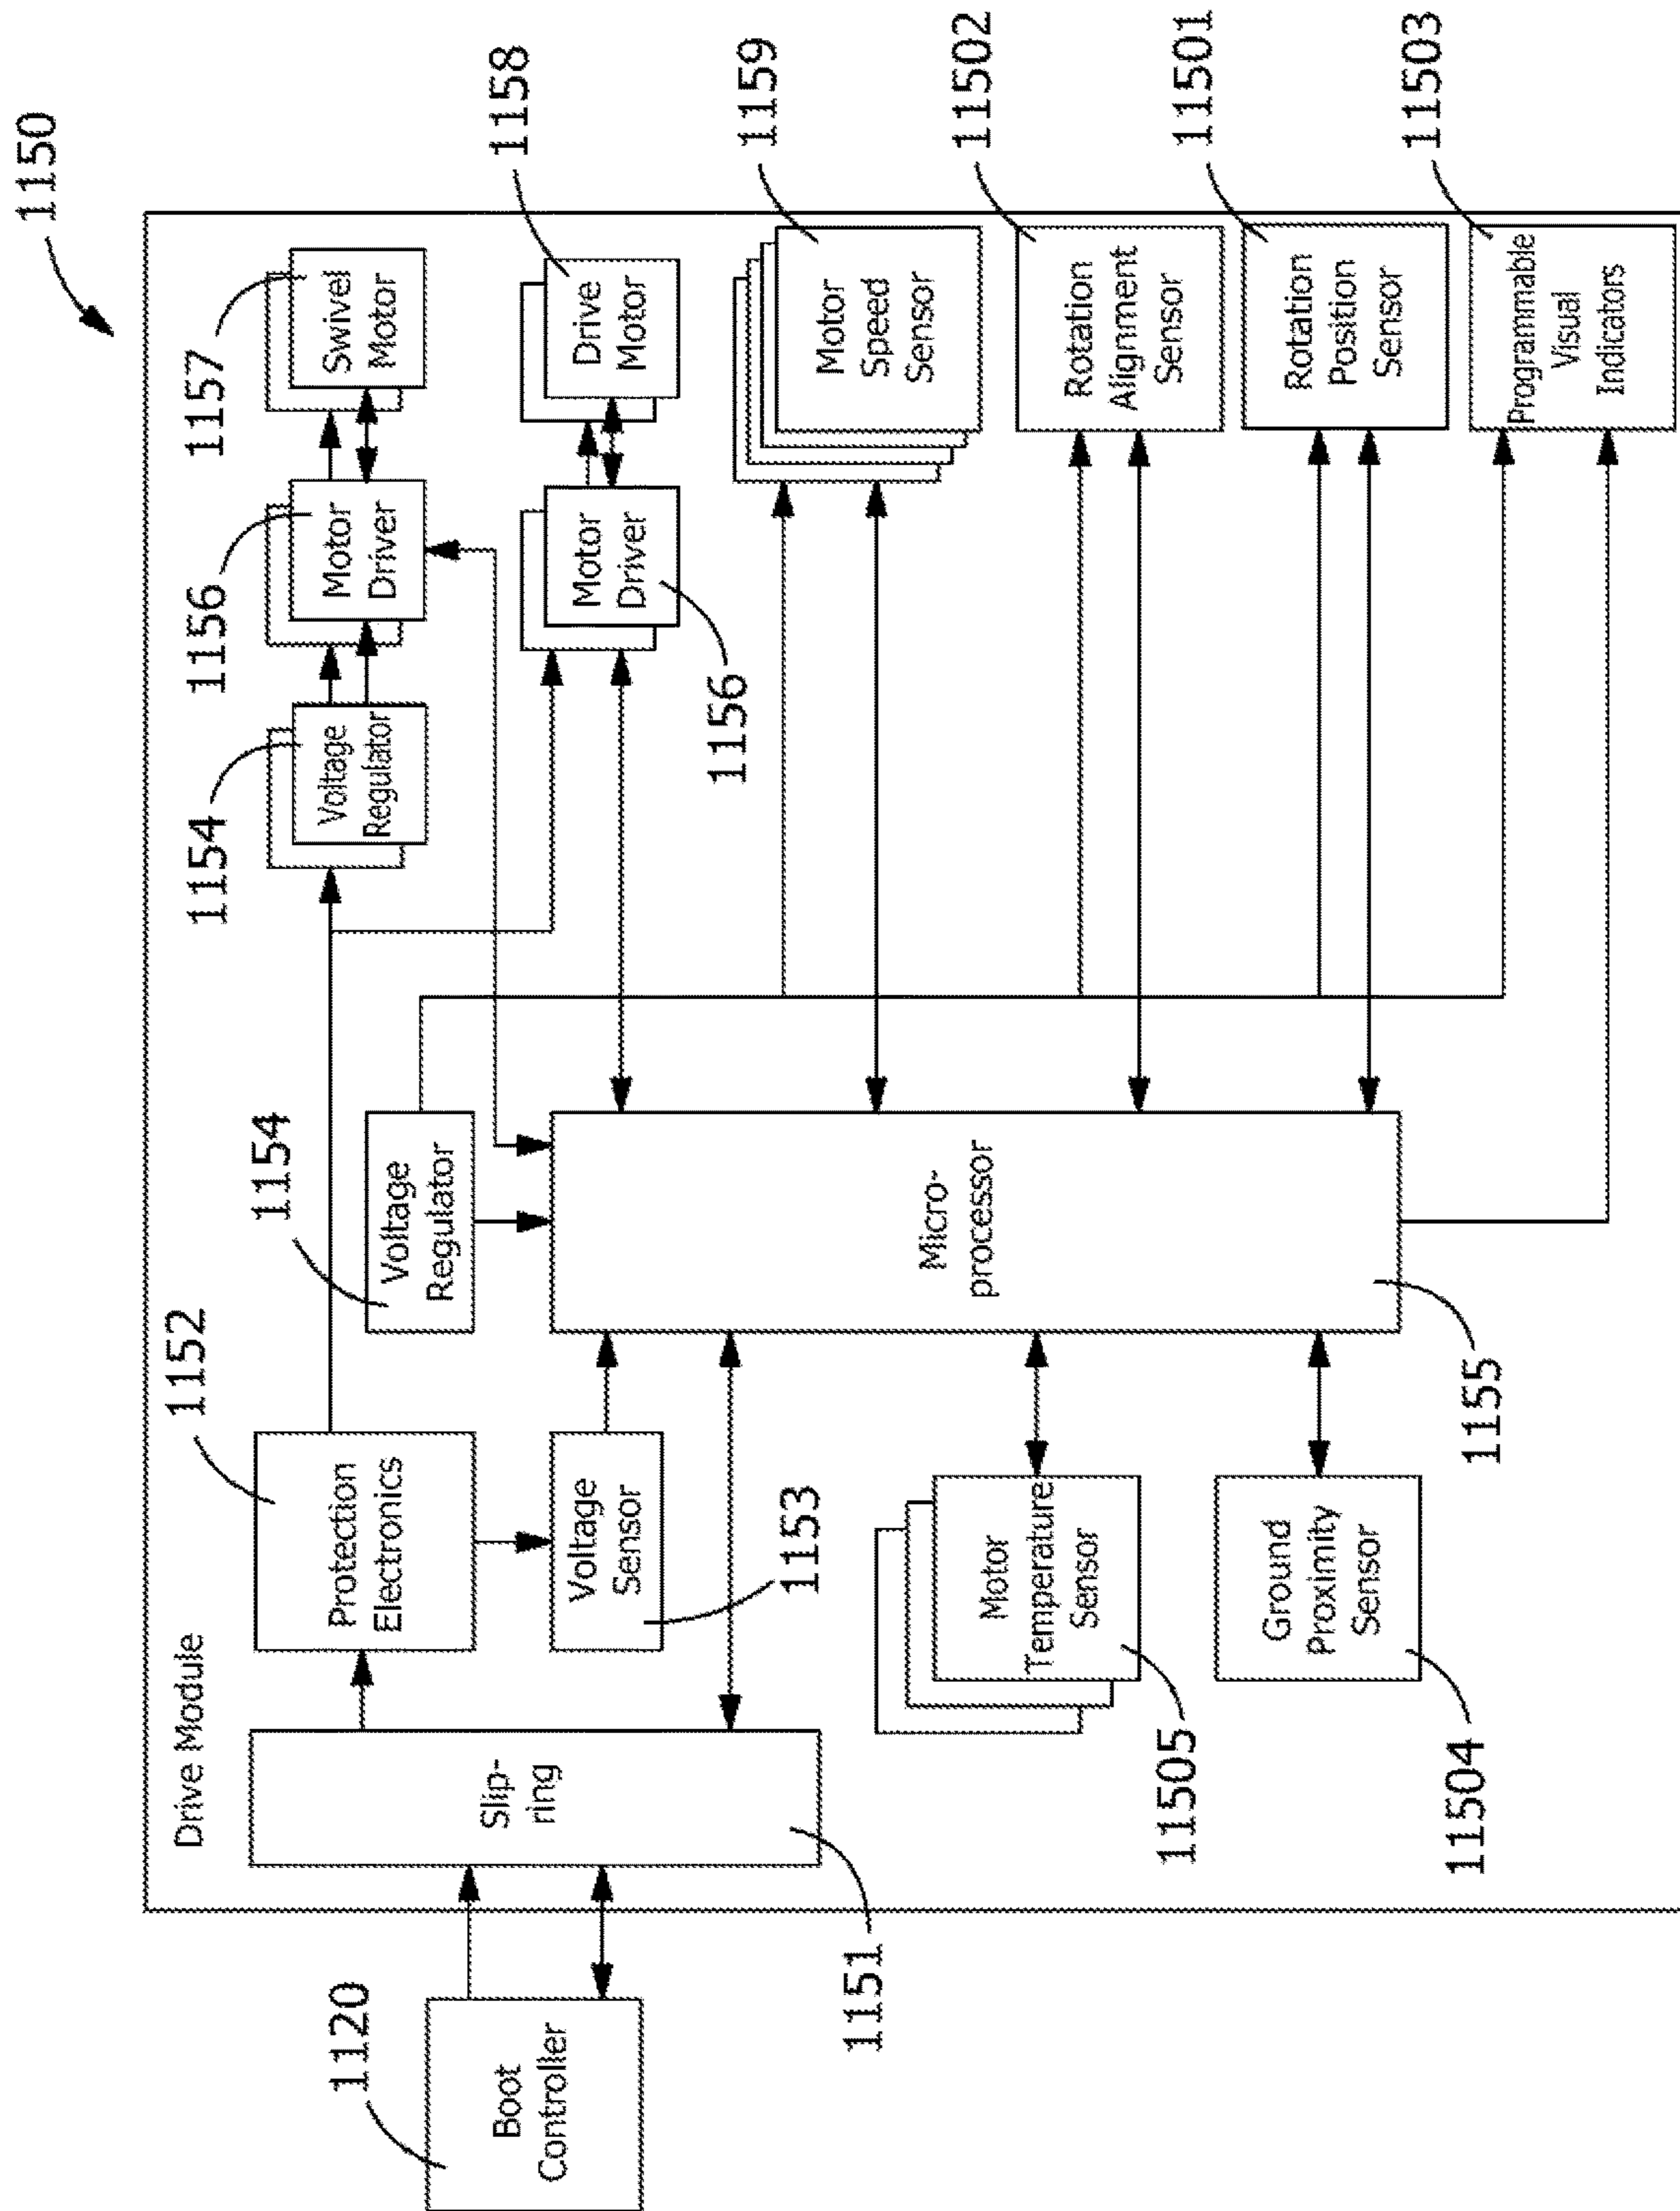 1150
Drive Module
1120
Boot
Controller
1151
Slip-
ring
1152
Protection
Electronics
1153
Voltage
Sensor
11505
Motor
Temperature
Sensor
11504
Ground
Proximity
Sensor
1154
Voltage
Regulator
1155
Micro-
processor
1154
Voltage
Regulator
1156
Motor
Driver
1157
Swivel
Motor
1156
Motor
Driver
1158
Drive
Motor
1159
Motor
Speed
Sensor
11502
Rotation
Alignment
Sensor
11501
Rotation
Position
Sensor
11503
Programmable
Visual
Indicators